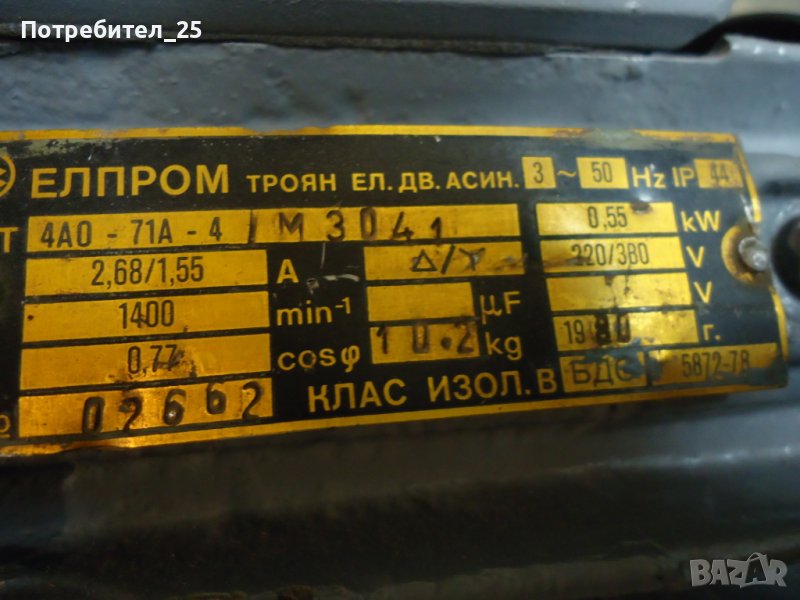 Потребител_25
ЕЛПРОМ ТРОЯН ЕЛ. ДВ. АСИН. 3 ~ 50 Hz IP 44
Т 4АО - 71А - 4 / М3041 0,55 kW
2,68/1,55 А Δ/Y 220/380 V
1400 min⁻¹ μF V
0,77 cosφ 10.2 kg 1980 г.
02662 КЛАС ИЗОЛ. В БДС 5872-78
BAZAR